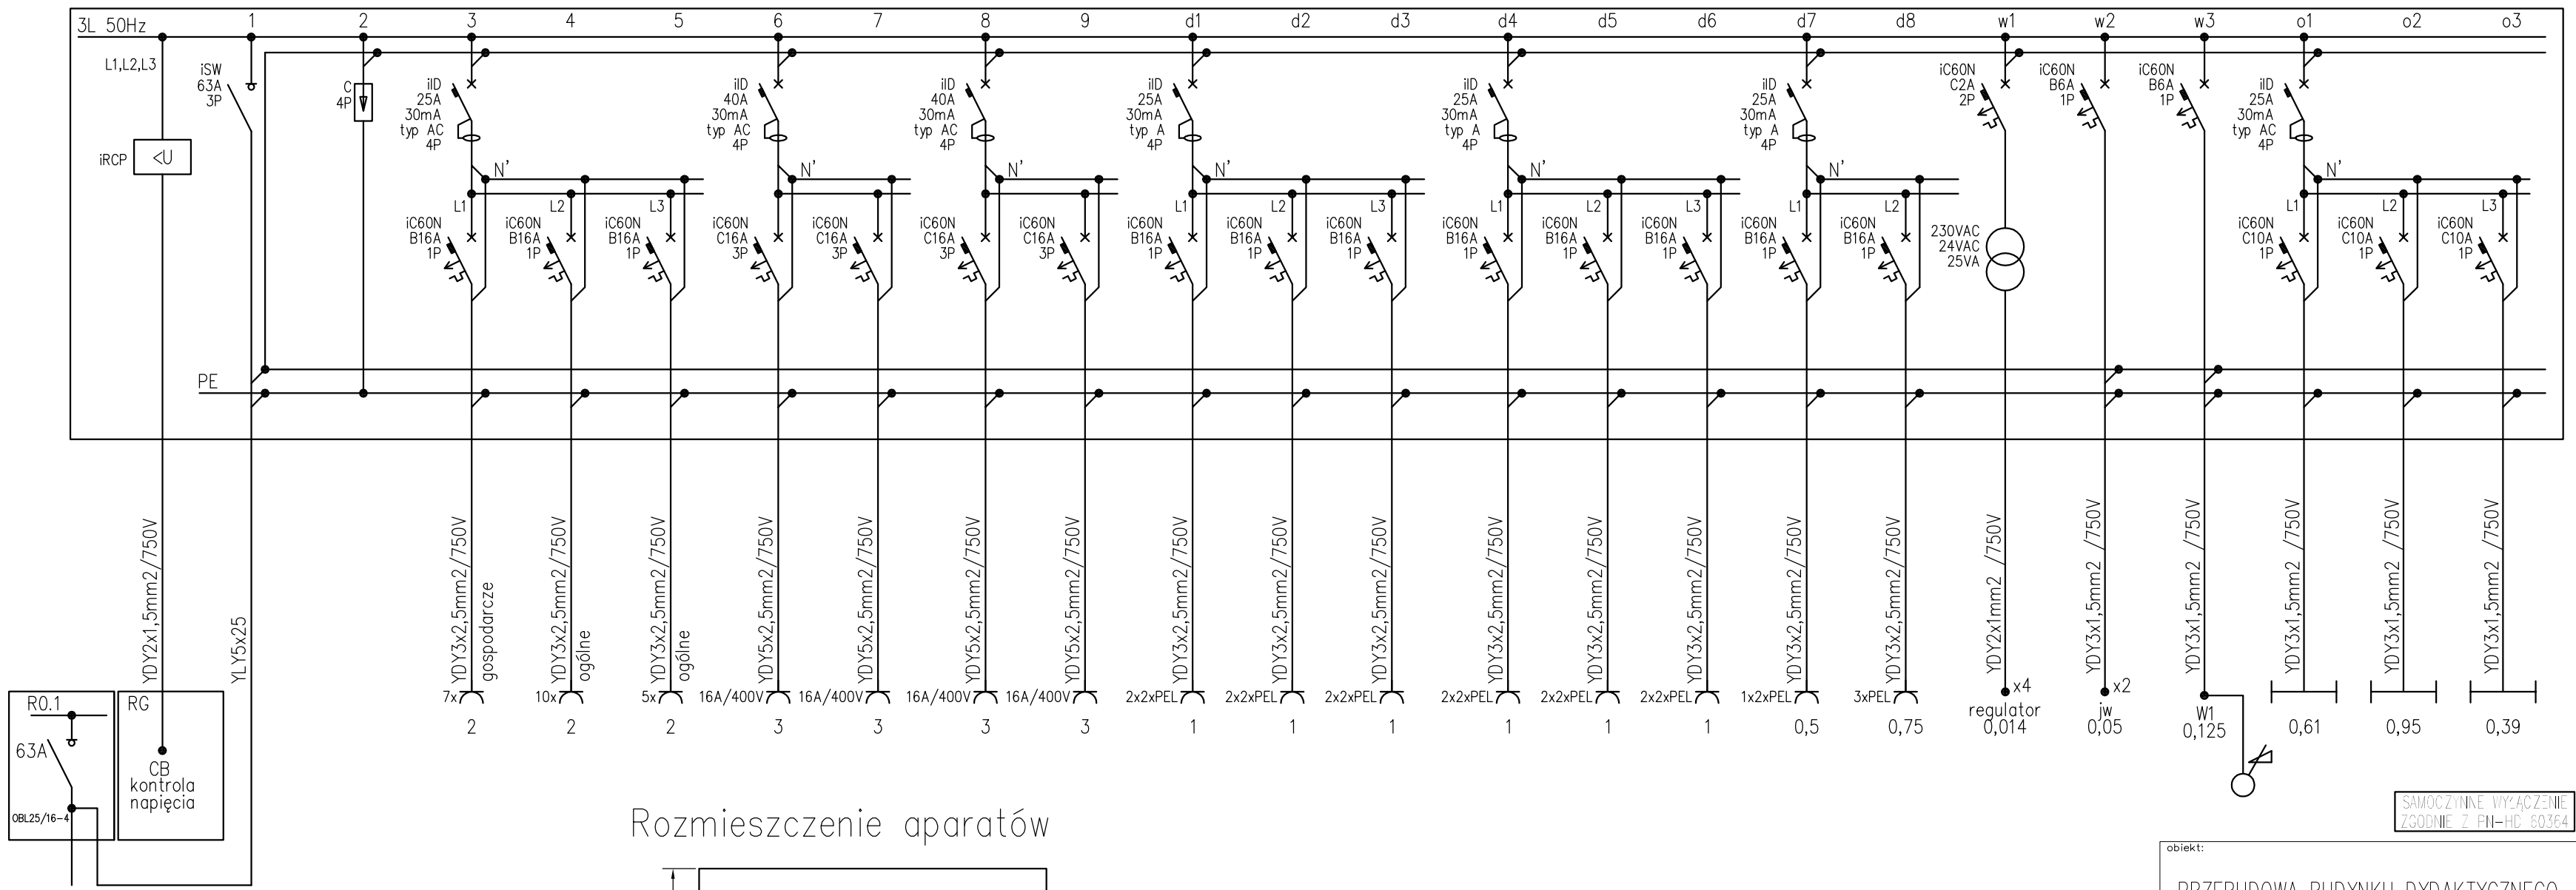 3L 50Hz
1 2 3 4 5 6 7 8 9 d1 d2 d3 d4 d5 d6 d7 d8 w1 w2 w3 o1 o2 o3
L1,L2,L3
iRCP
<U
iSW
63A
3P
C
4P
iID
25A
30mA
typ AC
4P
iID
40A
30mA
typ AC
4P
iID
40A
30mA
typ AC
4P
iID
25A
30mA
typ A
4P
iID
25A
30mA
typ A
4P
iID
25A
30mA
typ A
4P
iC60N
C2A
2P
iC60N
B6A
1P
iC60N
B6A
1P
iID
25A
30mA
typ AC
4P
N' N' N' N' N' N' N'
L1 L2 L3 L1 L2 L3 L1 L2 L3 L1 L2 L1 L2 L3
iC60N
B16A
1P
iC60N
B16A
1P
iC60N
B16A
1P
iC60N
C16A
3P
iC60N
C16A
3P
iC60N
C16A
3P
iC60N
C16A
3P
iC60N
B16A
1P
iC60N
B16A
1P
iC60N
B16A
1P
iC60N
B16A
1P
iC60N
B16A
1P
iC60N
B16A
1P
iC60N
B16A
1P
iC60N
B16A
1P
230VAC
24VAC
25VA
iC60N
C10A
1P
iC60N
C10A
1P
iC60N
C10A
1P
PE
YDY2x1,5mm2/750V
YLY5x25
YDY3x2,5mm2/750V
gospodarcze
YDY3x2,5mm2/750V
ogólne
YDY3x2,5mm2/750V
ogólne
YDY5x2,5mm2/750V
YDY5x2,5mm2/750V
YDY5x2,5mm2/750V
YDY5x2,5mm2/750V
YDY3x2,5mm2/750V
YDY3x2,5mm2/750V
YDY3x2,5mm2/750V
YDY3x2,5mm2/750V
YDY3x2,5mm2/750V
YDY3x2,5mm2/750V
YDY3x2,5mm2/750V
YDY3x2,5mm2/750V
YDY2x1mm2 /750V
YDY3x1,5mm2 /750V
YDY3x1,5mm2 /750V
YDY3x1,5mm2 /750V
YDY3x1,5mm2 /750V
YDY3x1,5mm2 /750V
7x 10x 5x 16A/400V 16A/400V 16A/400V 16A/400V 2x2xPEL 2x2xPEL 2x2xPEL 2x2xPEL 2x2xPEL 2x2xPEL 1x2xPEL 3xPEL x4 x2
regulator jw W1
2 2 2 3 3 3 3 1 1 1 1 1 1 0,5 0,75 0,014 0,05 0,125 0,61 0,95 0,39
R0.1
63A
OBL25/16-4
RG
CB
kontrola
napięcia
Rozmieszczenie aparatów
SAMOCZYNNE WYŁĄCZENIE
ZGODNIE Z PN-HD 60364
obiekt:
PRZEBUDOWA BUDYNKU DYDAKTYCZNEGO